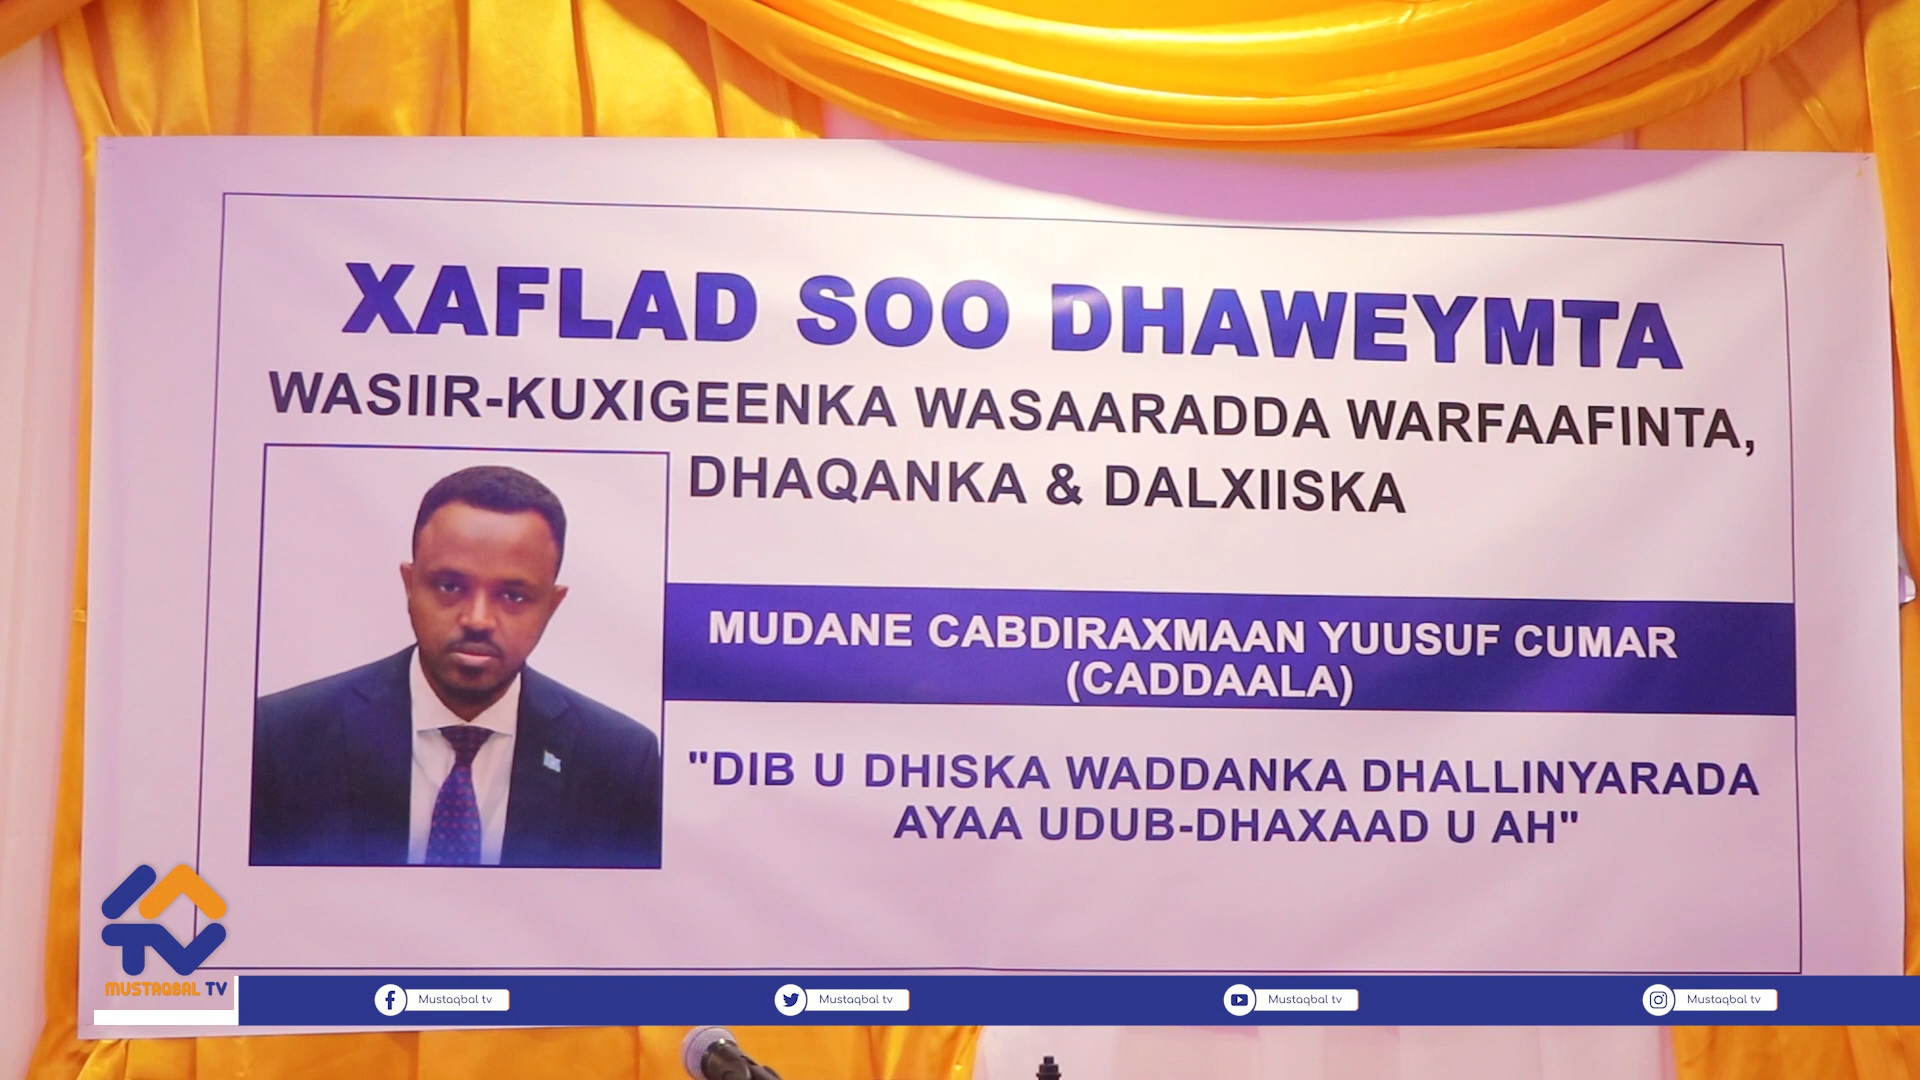 XAFLAD SOO DHAWEYMTA
WASIIR-KUXIGEENKA WASAARADDA WARFAAFINTA,
DHAQANKA & DALXIISKA
MUDANE CABDIRAXMAAN YUUSUF CUMAR
(CADDAALA)
"DIB U DHISKA WADDANKA DHALLINYARADA
AYAA UDUB-DHAXAAD U AH"
TV
MUSTAQBAL TV
Mustaqbal tv
Mustaqbal tv
Mustaqbal tv
Mustaqbal tv